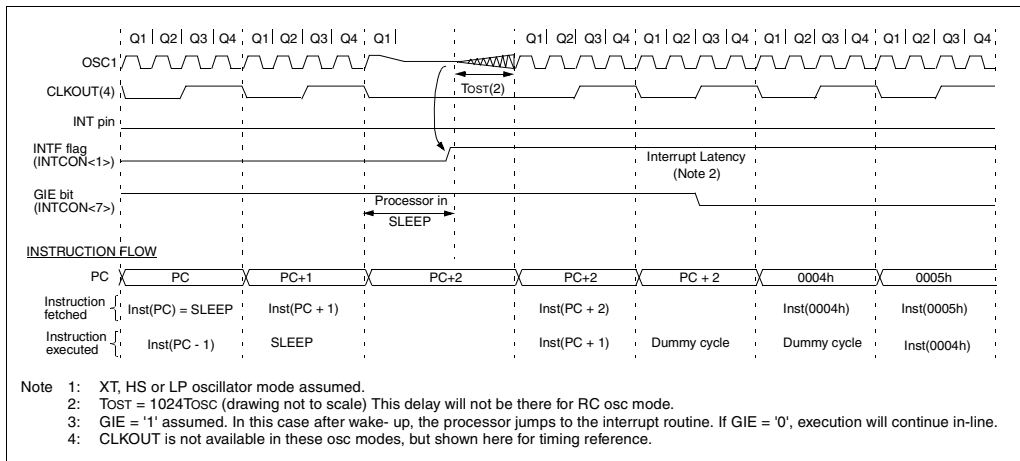 Q1 Q2 Q3 Q4 Q1 Q2 Q3 Q4 Q1 Q1 Q2 Q3 Q4 Q1 Q2 Q3 Q4 Q1 Q2 Q3 Q4 Q1 Q2 Q3 Q4
OSC1
TOST(2)
CLKOUT(4)
INT pin
INTF flag
(INTCON<1>)
Interrupt Latency
(Note 2)
GIE bit
(INTCON<7>)
Processor in
SLEEP
INSTRUCTION FLOW
PC PC PC+1 PC+2 PC+2 PC + 2 0004h 0005h
Instruction
fetched
Inst(PC) = SLEEP Inst(PC + 1) Inst(PC + 2) Inst(0004h) Inst(0005h)
Instruction
executed
Inst(PC - 1) SLEEP Inst(PC + 1) Dummy cycle Dummy cycle Inst(0004h)
Note 1: XT, HS or LP oscillator mode assumed.
2: TOST = 1024TOSC (drawing not to scale) This delay will not be there for RC osc mode.
3: GIE = '1' assumed. In this case after wake- up, the processor jumps to the interrupt routine. If GIE = '0', execution will continue in-line.
4: CLKOUT is not available in these osc modes, but shown here for timing reference.